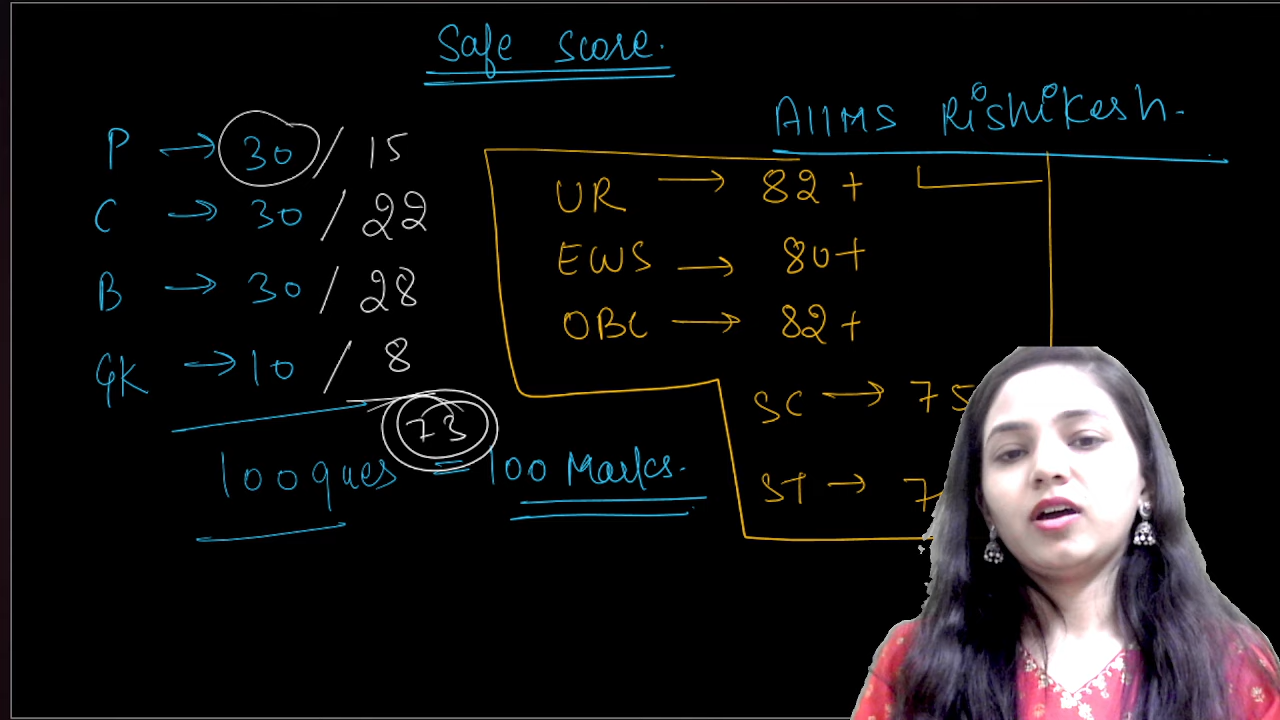 Safe Score.
AIIMS Rishikesh.
P → 30 / 15
C → 30 / 22
B → 30 / 28
GK → 10 / 8
73
100 ques = 100 Marks.
UR → 82+
EWS → 80+
OBC → 82+
SC → 75
ST →